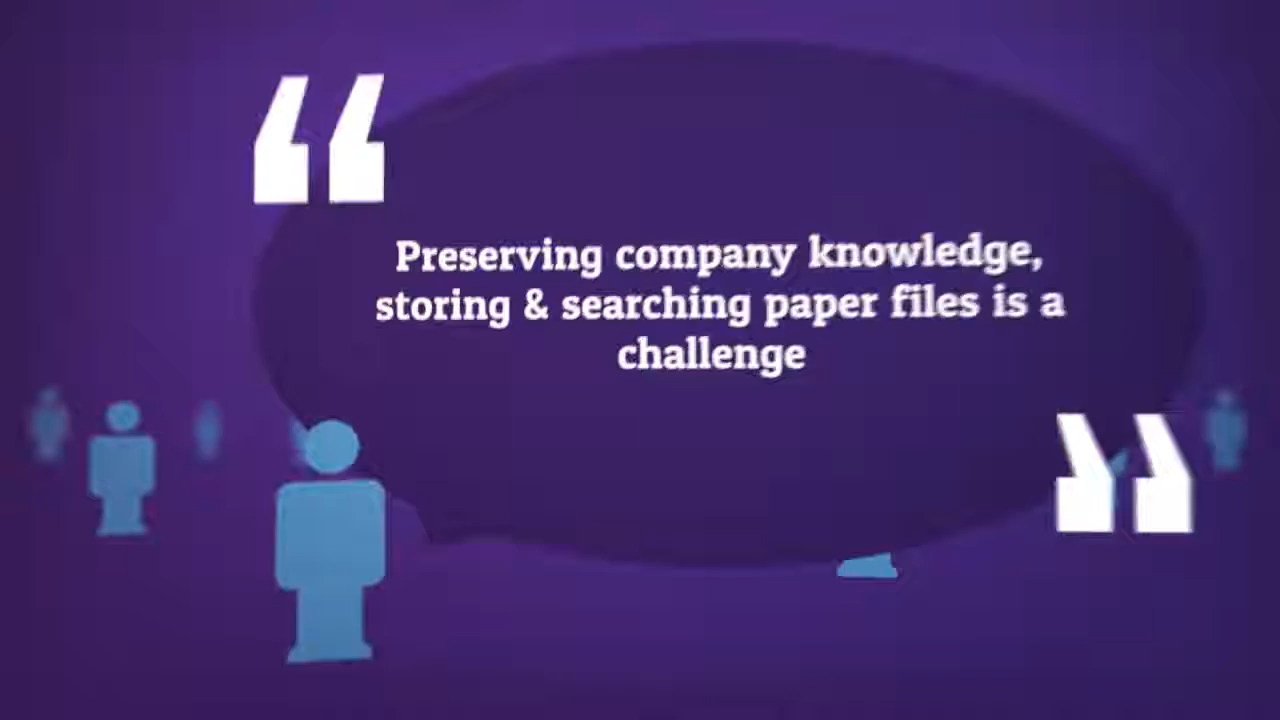 “
Preserving company knowledge,
storing & searching paper files is a
challenge
”